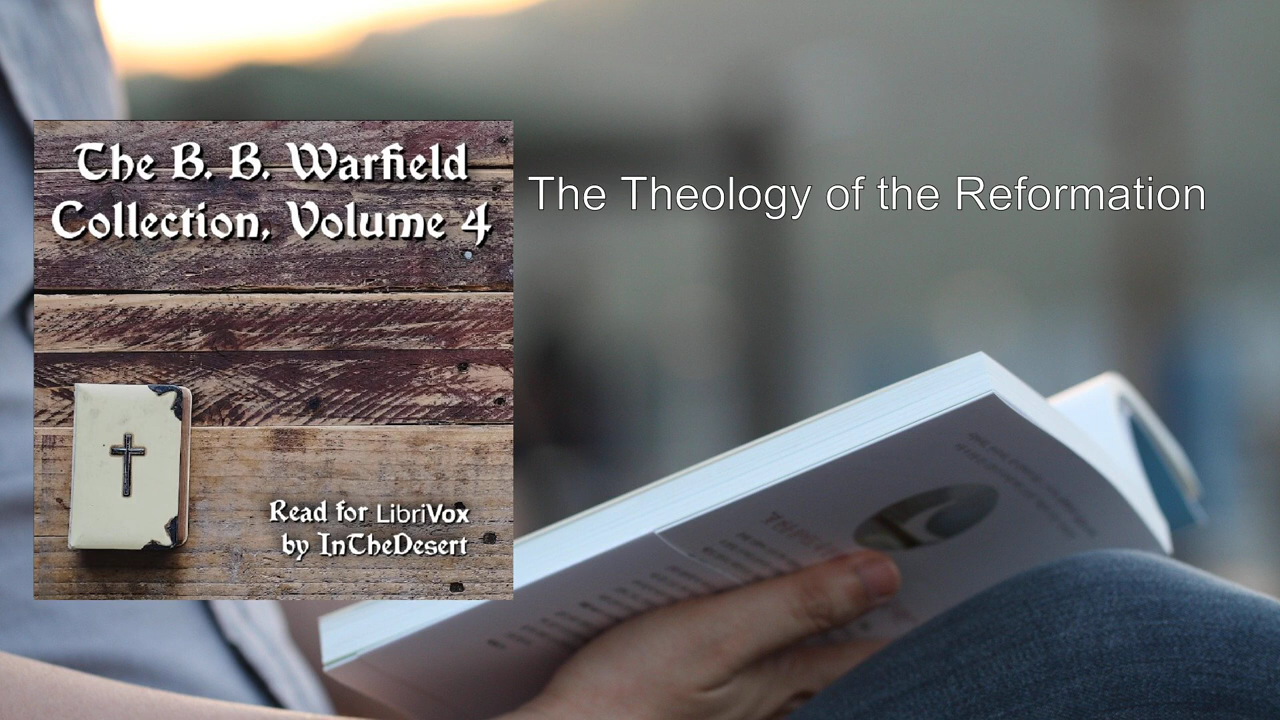 The B. B. Warfield
Collection, Volume 4
Read for LibriVox
by InTheDesert
The Theology of the Reformation